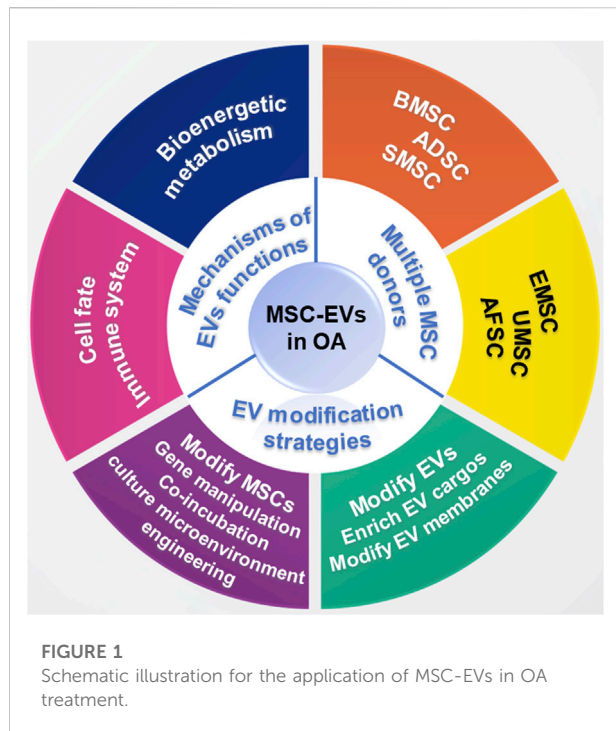 Bioenergetic
metabolism
BMSC
ADSC
SMSC
Cell fate
Immune system
Mechanisms of
EVs functions
Multiple MSC
donors
EMSC
UMSC
AFSC
MSC-EVs
in OA
EV modification
strategies
Modify MSCs
Gene manipulation
Co-incubation
culture microenvironment
engineering
Modify EVs
Enrich EV cargos
Modify EV membranes
FIGURE 1
Schematic illustration for the application of MSC-EVs in OA
treatment.